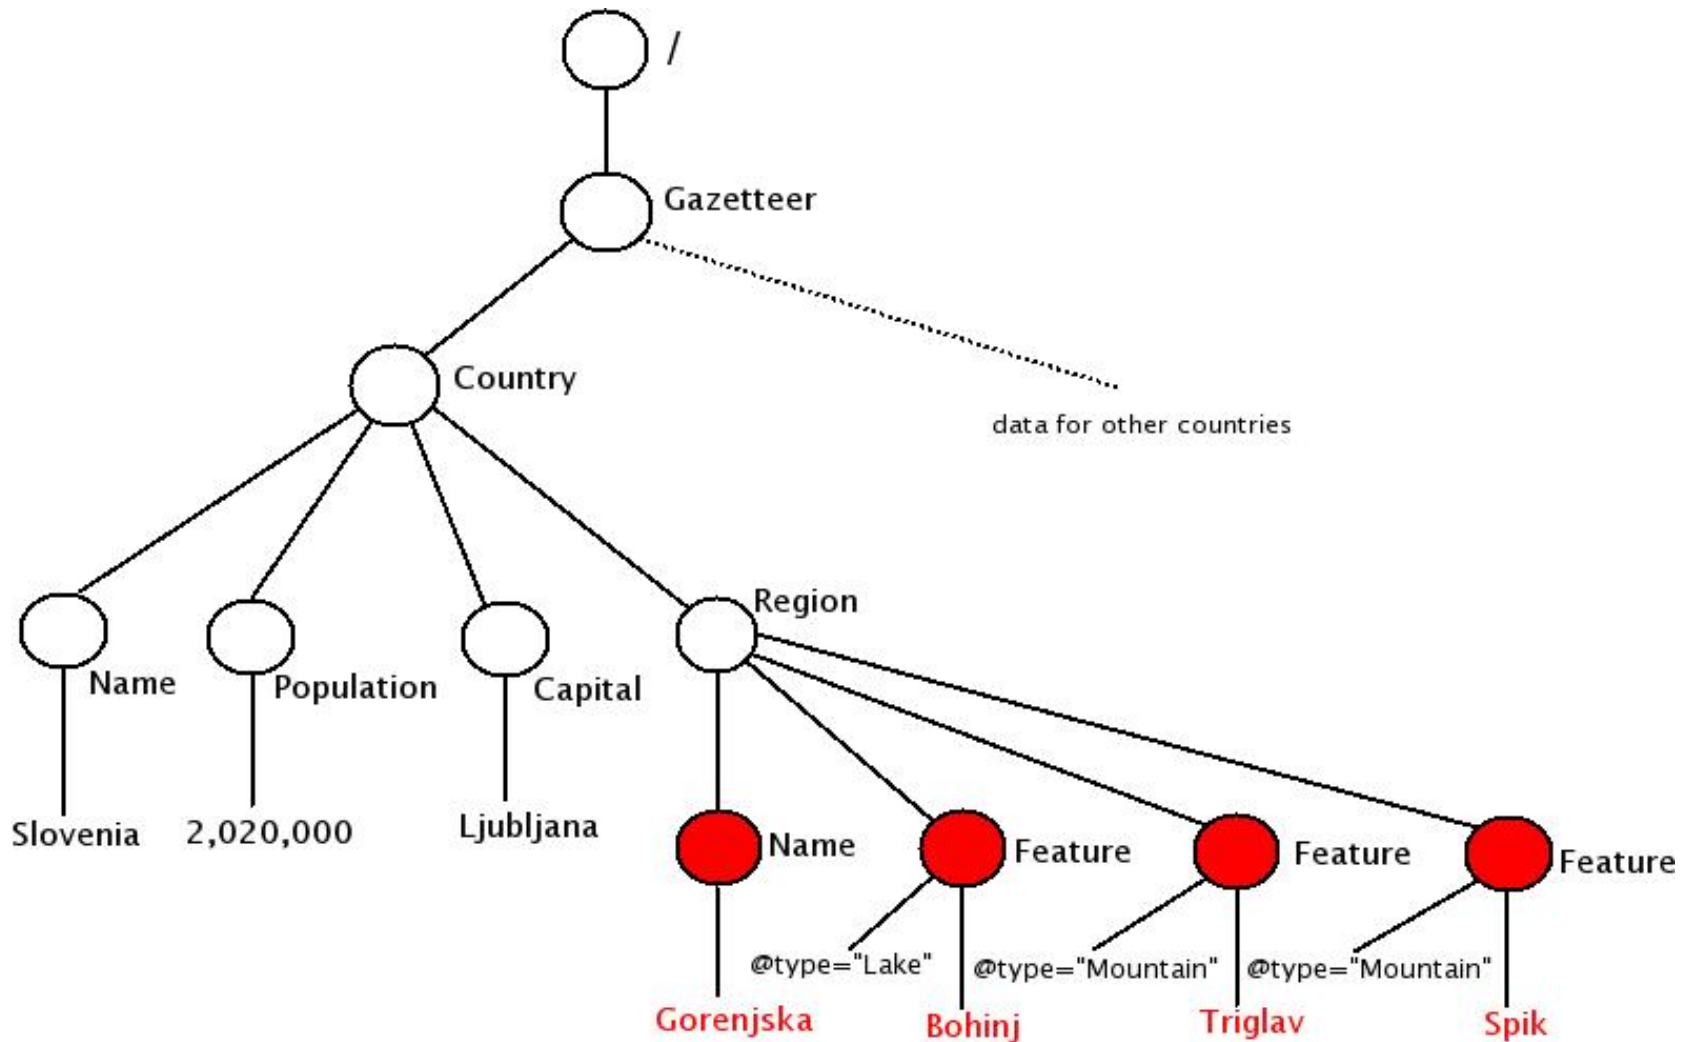 /
Gazetteer
Country
data for other countries
Region
Name
Population
Capital
Slovenia
2,020,000
Ljubljana
Name
Feature
Feature
Feature
@type="Lake"
@type="Mountain"
@type="Mountain"
Gorenjska
Bohinj
Triglav
Spik